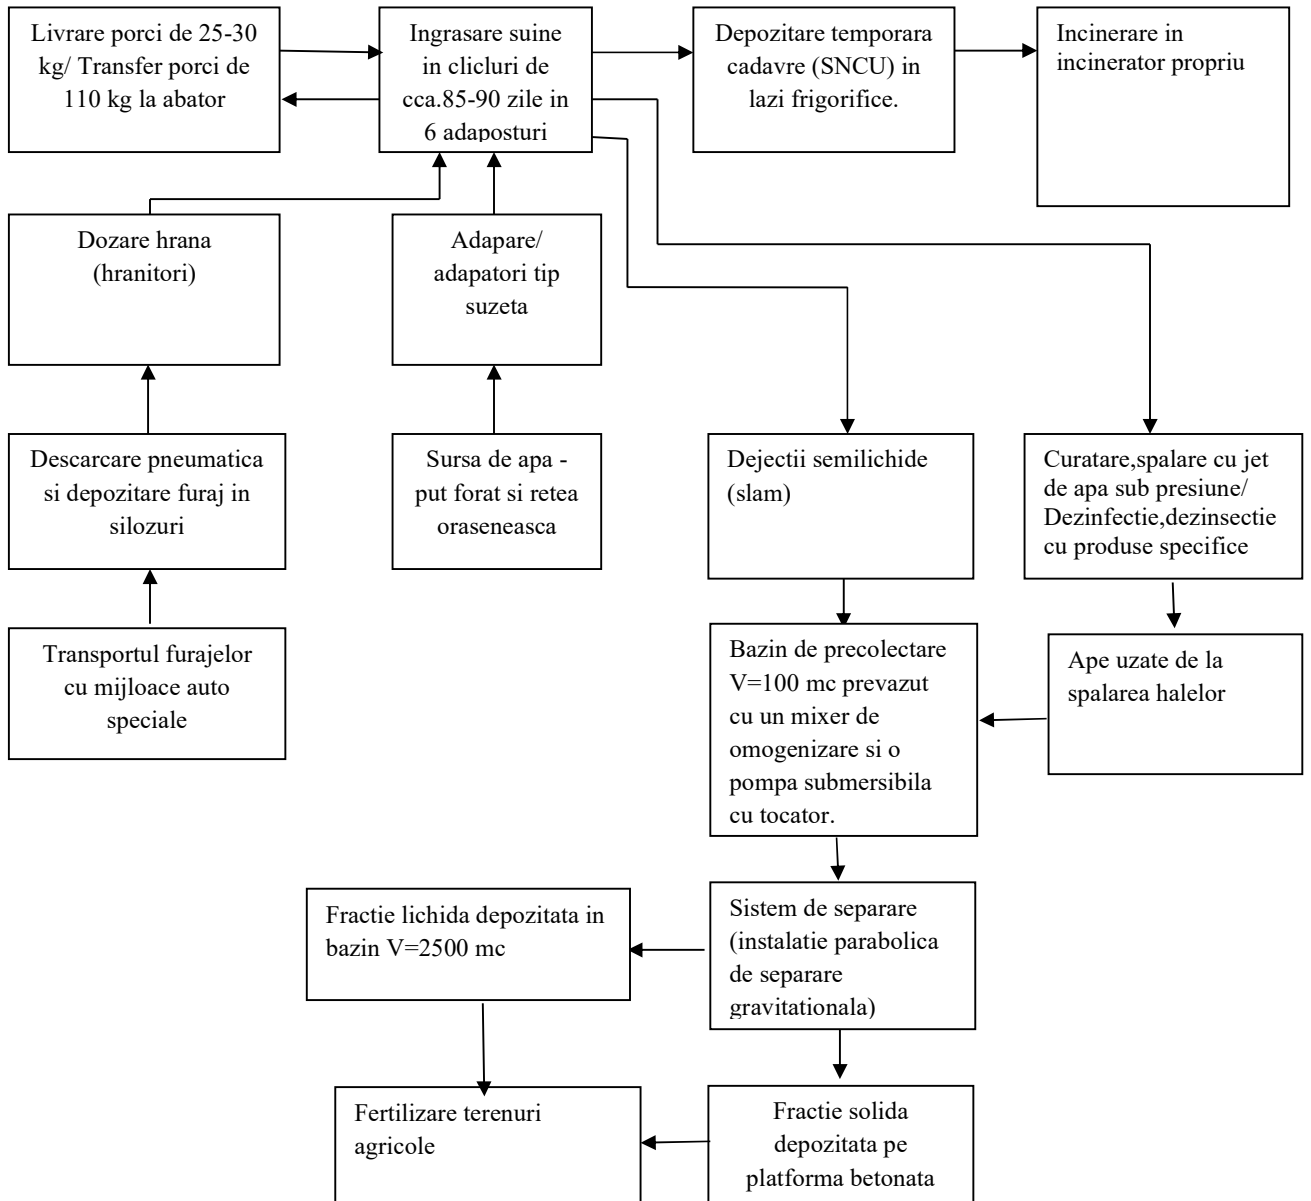 Livrare porci de 25-30
kg/ Transfer porci de
110 kg la abator
Ingrasare suine
in clicluri de
cca.85-90 zile in
6 adaposturi
Depozitare temporara
cadavre (SNCU) in
lazi frigorifice.
Incinerare in
incinerator propriu
Dozare hrana
(hranitori)
Adapare/
adapatori tip
suzeta
Descarcare pneumatica
si depozitare furaj in
silozuri
Sursa de apa -
put forat si retea
oraseneasca
Dejectii semilichide
(slam)
Curatare,spalare cu jet
de apa sub presiune/
Dezinfectie,dezinsectie
cu produse specifice
Transportul furajelor
cu mijloace auto
speciale
Bazin de precolectare
V=100 mc prevazut
cu un mixer de
omogenizare si o
pompa submersibila
cu tocator.
Ape uzate de la
spalarea halelor
Fractie lichida depozitata in
bazin V=2500 mc
Sistem de separare
(instalatie parabolica
de separare
gravitationala)
Fertilizare terenuri
agricole
Fractie solida
depozitata pe
platforma betonata